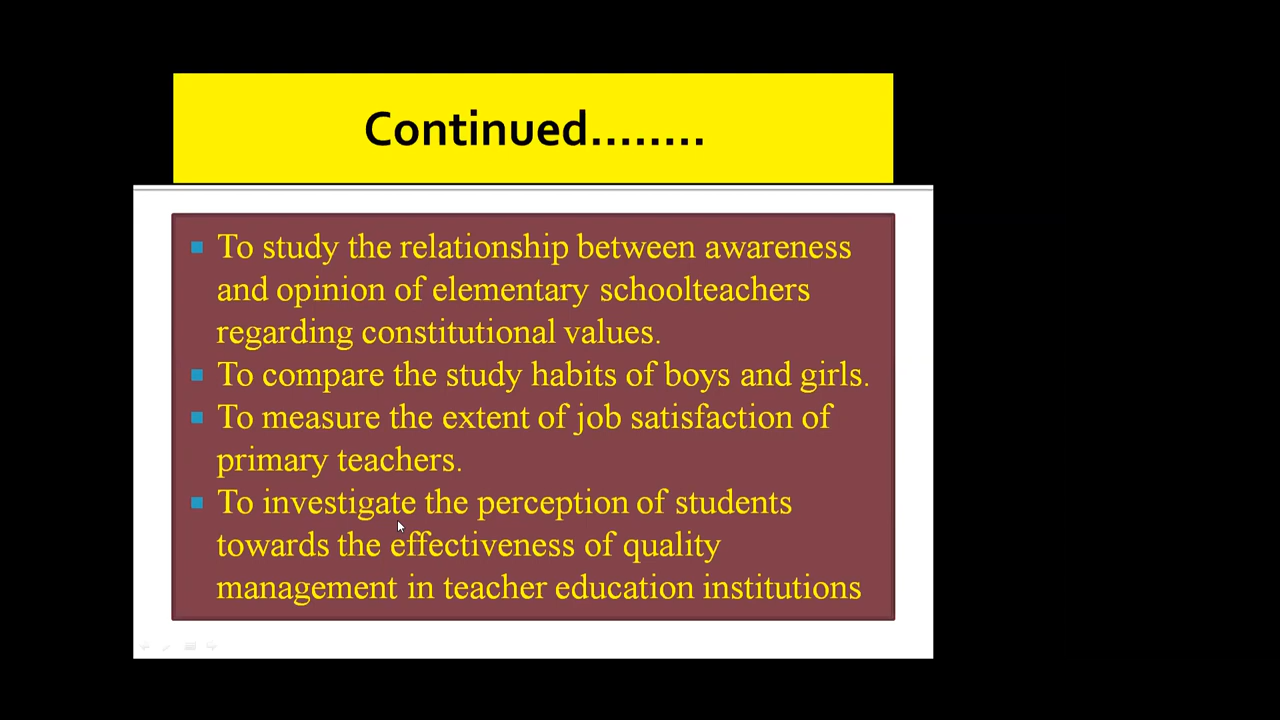 Continued........
To study the relationship between awareness
and opinion of elementary schoolteachers
regarding constitutional values.
To compare the study habits of boys and girls.
To measure the extent of job satisfaction of
primary teachers.
To investigate the perception of students
towards the effectiveness of quality
management in teacher education institutions